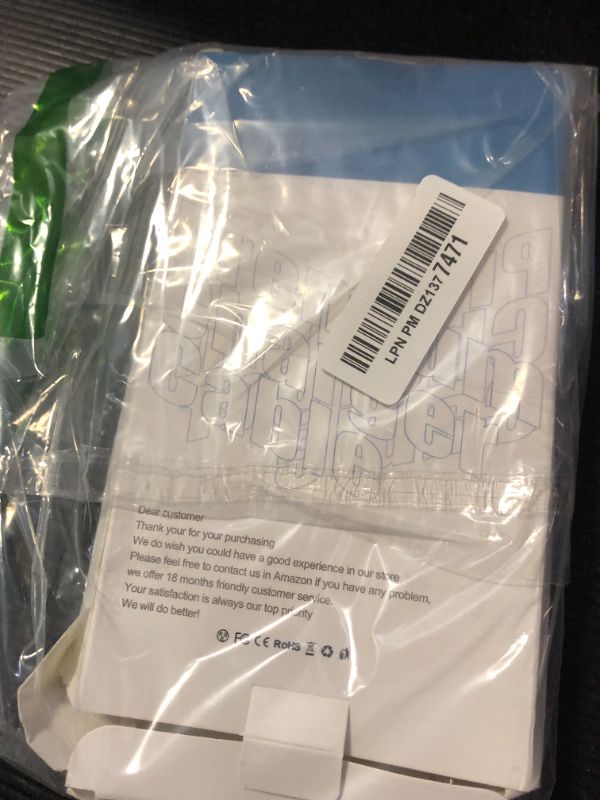 LPN PM DZ1377471
Dear customer
Thank your for your purchasing
We do wish you could have a good experience in our store
Please feel free to contact us in Amazon if you have any problem,
we offer 18 months friendly customer service.
Your satisfaction is always our top priority
We will do better!
FC CE RoHS